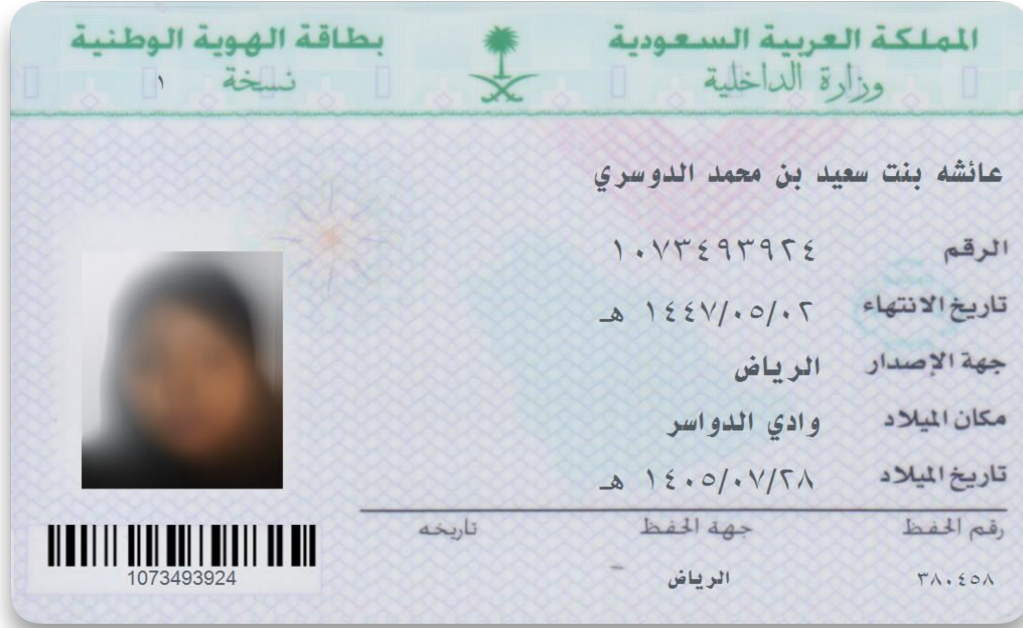 المملكة العربية السعودية
وزارة الداخلية
بطاقة الهوية الوطنية
نسخة ١
عائشه بنت سعيد بن محمد الدوسري
الرقم ١٠٧٣٤٩٣٩٢٤
تاريخ الانتهاء ١٤٤٧/٠٥/٠٢ هـ
جهة الإصدار الرياض
مكان الميلاد وادي الدواسر
تاريخ الميلاد ١٤٠٥/٠٧/٢٨ هـ
رقم الحفظ جهة الحفظ تاريخه
٣٨٠٤٥٨ الرياض
1073493924